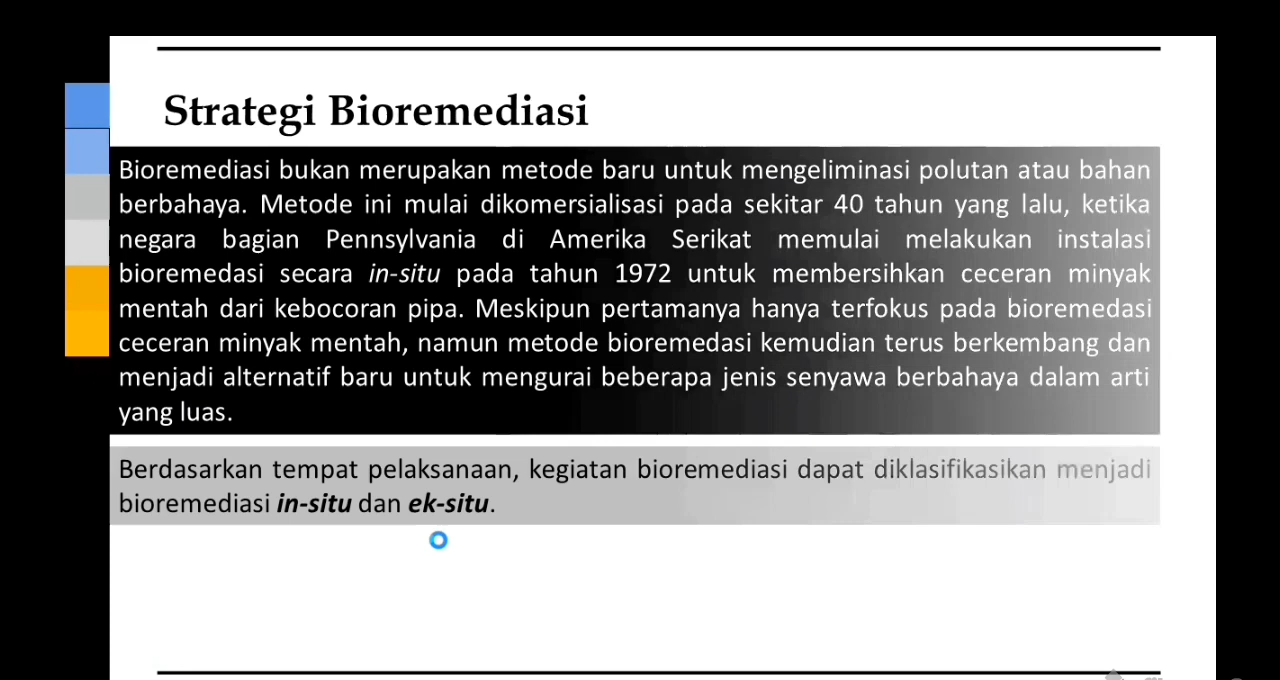 Strategi Bioremediasi
Bioremediasi bukan merupakan metode baru untuk mengeliminasi polutan atau bahan
berbahaya. Metode ini mulai dikomersialisasi pada sekitar 40 tahun yang lalu, ketika
negara bagian Pennsylvania di Amerika Serikat memulai melakukan instalasi
bioremedasi secara in-situ pada tahun 1972 untuk membersihkan ceceran minyak
mentah dari kebocoran pipa. Meskipun pertamanya hanya terfokus pada bioremedasi
ceceran minyak mentah, namun metode bioremedasi kemudian terus berkembang dan
menjadi alternatif baru untuk mengurai beberapa jenis senyawa berbahaya dalam arti
yang luas.
Berdasarkan tempat pelaksanaan, kegiatan bioremediasi dapat diklasifikasikan menjadi
bioremediasi in-situ dan ek-situ.